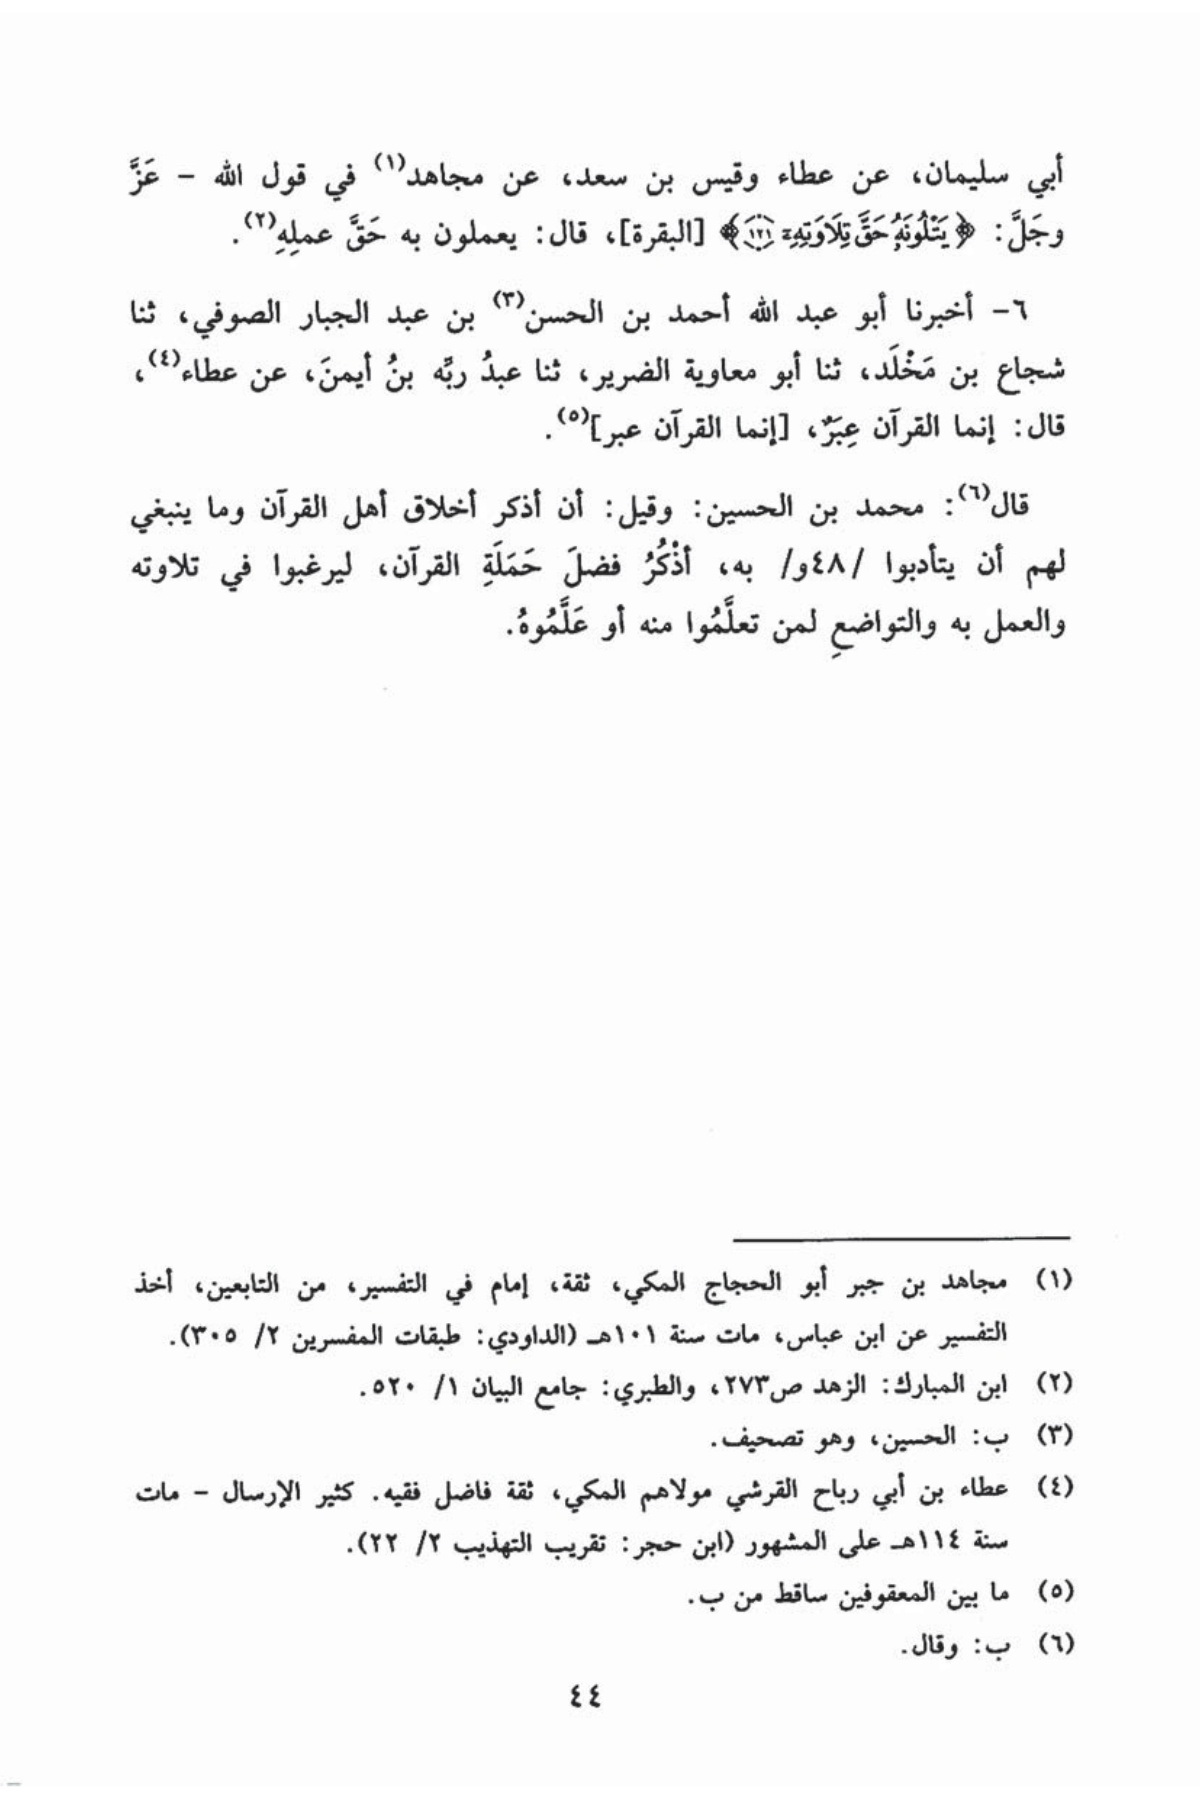 أبي سليمان، عن عطاء وقيس بن سعد، عن مجاهد(١) في قول الله – عَزَّ
وجَلَّ: ﴿يَتْلُونَهُ حَقَّ تِلَاوَتِهِۦ ١٢١﴾ [البقرة]، قال: يعملون به حَقَّ عملِهِ(٢).
٦– أخبرنا أبو عبد الله أحمد بن الحسن(٣) بن عبد الجبار الصوفي، ثنا
شجاع بن مَخْلَد، ثنا أبو معاوية الضرير، ثنا عبدُ ربِّه بنُ أيمنَ، عن عطاء(٤)،
قال: إنما القرآن عِبَرٌ، [إنما القرآن عبر](٥).
قال(٦): محمد بن الحسين: وقيل: أن أذكر أخلاق أهل القرآن وما ينبغي
لهم أن يتأدبوا /٤٨و/ به، أذْكُرُ فضلَ حَمَلَةِ القرآن، ليرغبوا في تلاوته
والعمل به والتواضعِ لمن تعلَّمُوا منه أو عَلَّمُوهُ.
(١) مجاهد بن جبر أبو الحجاج المكي، ثقة، إمام في التفسير، من التابعين، أخذ
التفسير عن ابن عباس، مات سنة ١٠١هـ (الداودي: طبقات المفسرين ٢/ ٣٠٥).
(٢) ابن المبارك: الزهد ص٢٧٣، والطبري: جامع البيان ١/ ٥٢٠.
(٣) ب: الحسين، وهو تصحيف.
(٤) عطاء بن أبي رباح القرشي مولاهم المكي، ثقة فاضل فقيه. كثير الإرسال – مات
سنة ١١٤هـ على المشهور (ابن حجر: تقريب التهذيب ٢/ ٢٢).
(٥) ما بين المعقوفين ساقط من ب.
(٦) ب: وقال.
٤٤